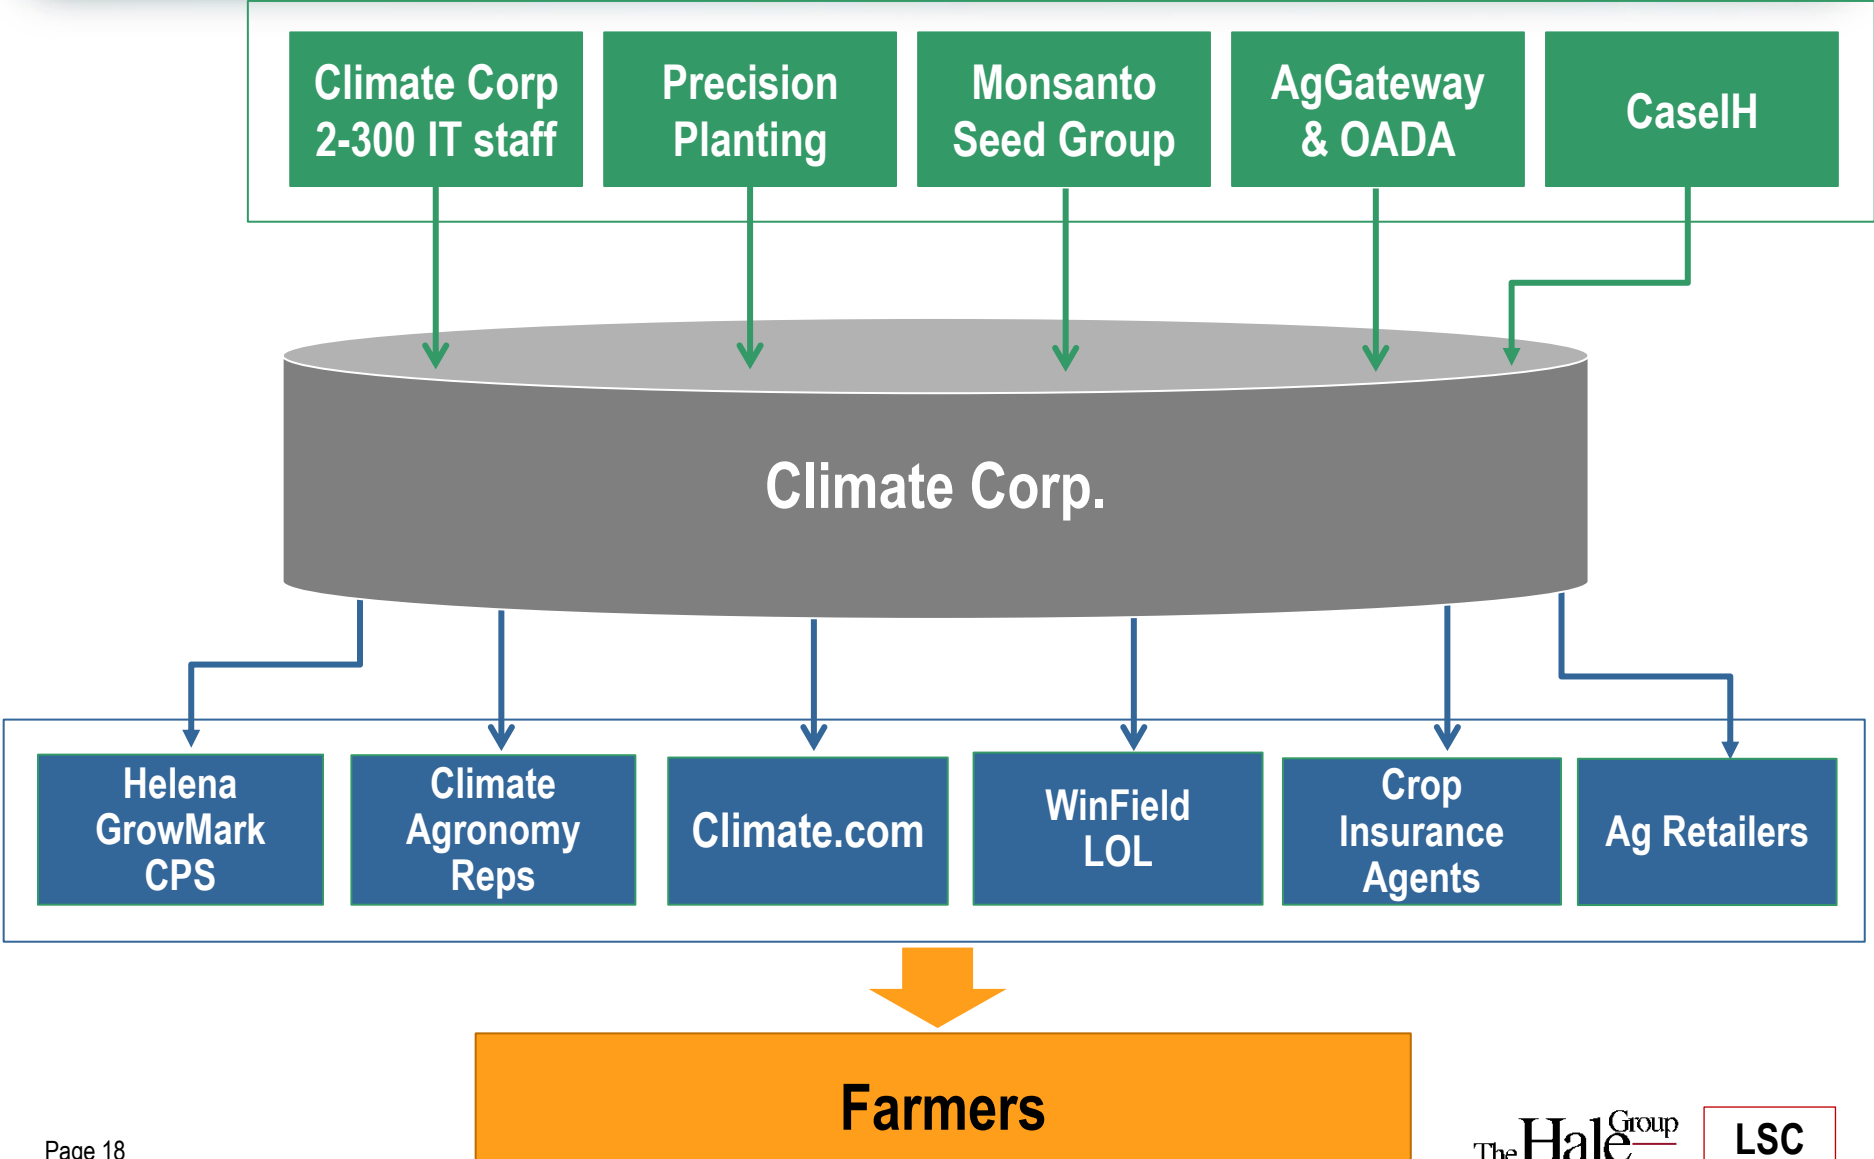 Climate Corp
2-300 IT staff
Precision
Planting
Monsanto
Seed Group
AgGateway
& OADA
CaseIH
Climate Corp.
Helena
GrowMark
CPS
Climate
Agronomy
Reps
Climate.com
WinField
LOL
Crop
Insurance
Agents
Ag Retailers
Farmers
Page 18
The Hale Group
LSC